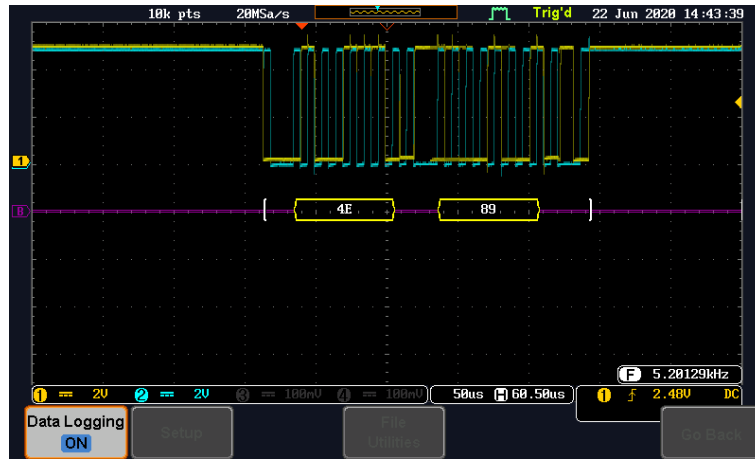 10k pts 20MSa/s Trig'd 22 Jun 2020 14:43:39
1
B 4E 89
F 5.20129kHz
1 2V 2 2V 3 100mV 4 100mV 50us H 60.50us 1 2.48V DC
Data Logging
ON
Setup
File
Utilities
Go Back